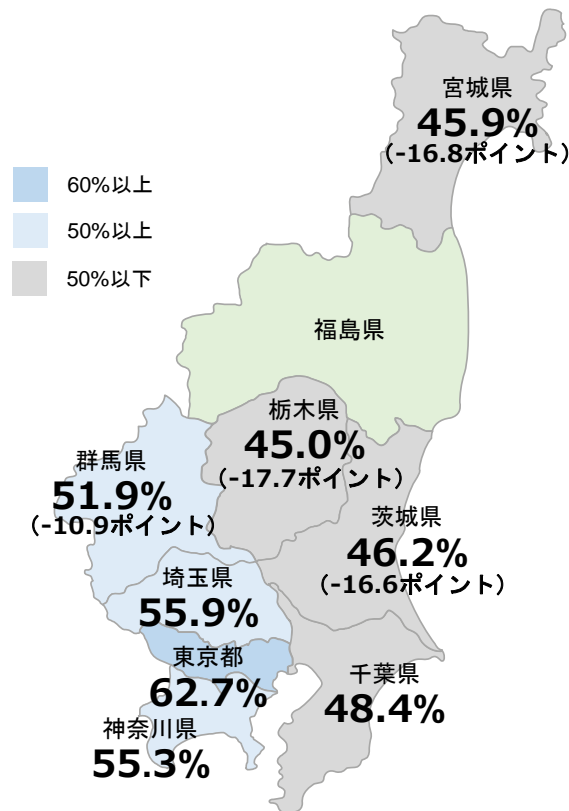 宮城県
45.9%
(-16.8ポイント)
60%以上
50%以上
50%以下
福島県
栃木県
45.0%
(-17.7ポイント)
群馬県
51.9%
(-10.9ポイント)
茨城県
46.2%
(-16.6ポイント)
埼玉県
55.9%
東京都
62.7%
千葉県
48.4%
神奈川県
55.3%